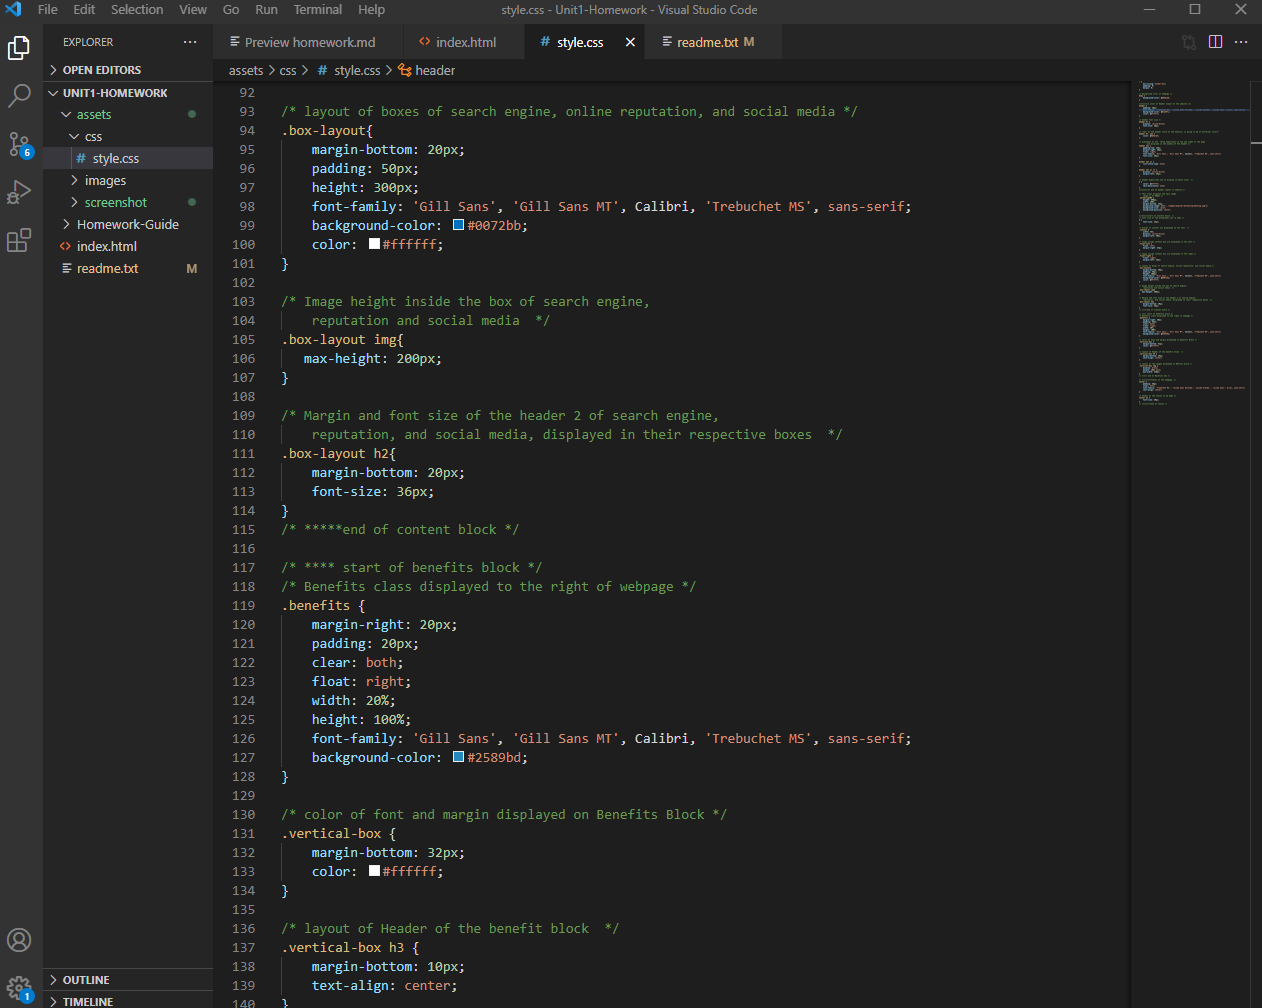 File Edit Selection View Go Run Terminal Help style.css - Unit1-Homework - Visual Studio Code
EXPLORER ...
Preview homework.md
<> index.html
# style.css
readme.txt M
OPEN EDITORS
UNIT1-HOMEWORK
assets
css
# style.css
images
screenshot
Homework-Guide
<> index.html
readme.txt M
OUTLINE
TIMELINE
6
1
assets > css > # style.css > header
92
93 /* layout of boxes of search engine, online reputation, and social media */
94 .box-layout{
95 margin-bottom: 20px;
96 padding: 50px;
97 height: 300px;
98 font-family: 'Gill Sans', 'Gill Sans MT', Calibri, 'Trebuchet MS', sans-serif;
99 background-color: #0072bb;
100 color: #ffffff;
101 }
102
103 /* Image height inside the box of search engine,
104 reputation and social media */
105 .box-layout img{
106 max-height: 200px;
107 }
108
109 /* Margin and font size of the header 2 of search engine,
110 reputation, and social media, displayed in their respective boxes */
111 .box-layout h2{
112 margin-bottom: 20px;
113 font-size: 36px;
114 }
115 /* *****end of content block */
116
117 /* **** start of benefits block */
118 /* Benefits class displayed to the right of webpage */
119 .benefits {
120 margin-right: 20px;
121 padding: 20px;
122 clear: both;
123 float: right;
124 width: 20%;
125 height: 100%;
126 font-family: 'Gill Sans', 'Gill Sans MT', Calibri, 'Trebuchet MS', sans-serif;
127 background-color: #2589bd;
128 }
129
130 /* color of font and margin displayed on Benefits Block */
131 .vertical-box {
132 margin-bottom: 32px;
133 color: #ffffff;
134 }
135
136 /* layout of Header of the benefit block */
137 .vertical-box h3 {
138 margin-bottom: 10px;
139 text-align: center;
140 }